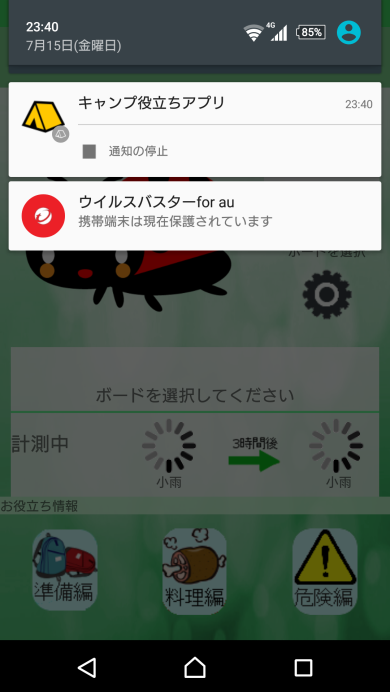 23:40
7月15日(金曜日)
4G
85%
キャンプ役立ちアプリ
23:40
通知の停止
ウイルスバスターfor au
携帯端末は現在保護されています
ボードを選択
ボードを選択してください
計測中
3時間後
小雨
小雨
お役立ち情報
準備編
料理編
危険編